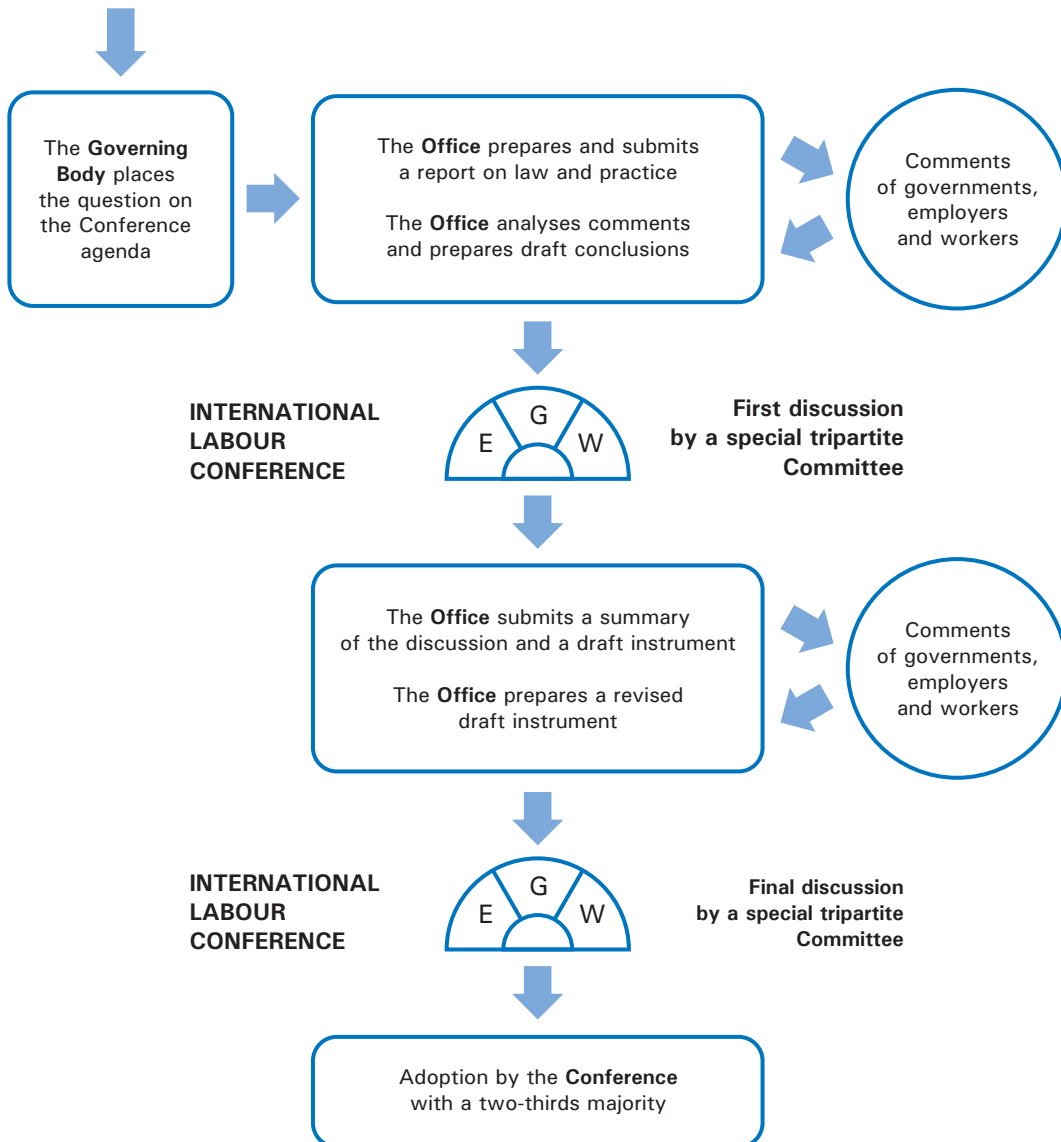 The Governing
Body places
the question on
the Conference
agenda
The Office prepares and submits
a report on law and practice
The Office analyses comments
and prepares draft conclusions
Comments
of governments,
employers
and workers
INTERNATIONAL
LABOUR
CONFERENCE
E
G
W
First discussion
by a special tripartite
Committee
The Office submits a summary
of the discussion and a draft instrument
The Office prepares a revised
draft instrument
Comments
of governments,
employers
and workers
INTERNATIONAL
LABOUR
CONFERENCE
E
G
W
Final discussion
by a special tripartite
Committee
Adoption by the Conference
with a two-thirds majority